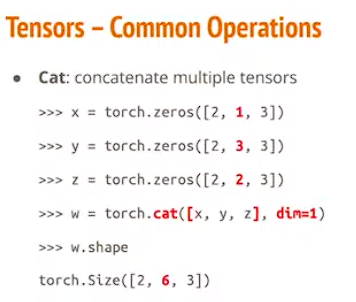 Tensors – Common Operations
● Cat: concatenate multiple tensors
>>> x = torch.zeros([2, 1, 3])
>>> y = torch.zeros([2, 3, 3])
>>> z = torch.zeros([2, 2, 3])
>>> w = torch.cat([x, y, z], dim=1)
>>> w.shape
torch.Size([2, 6, 3])